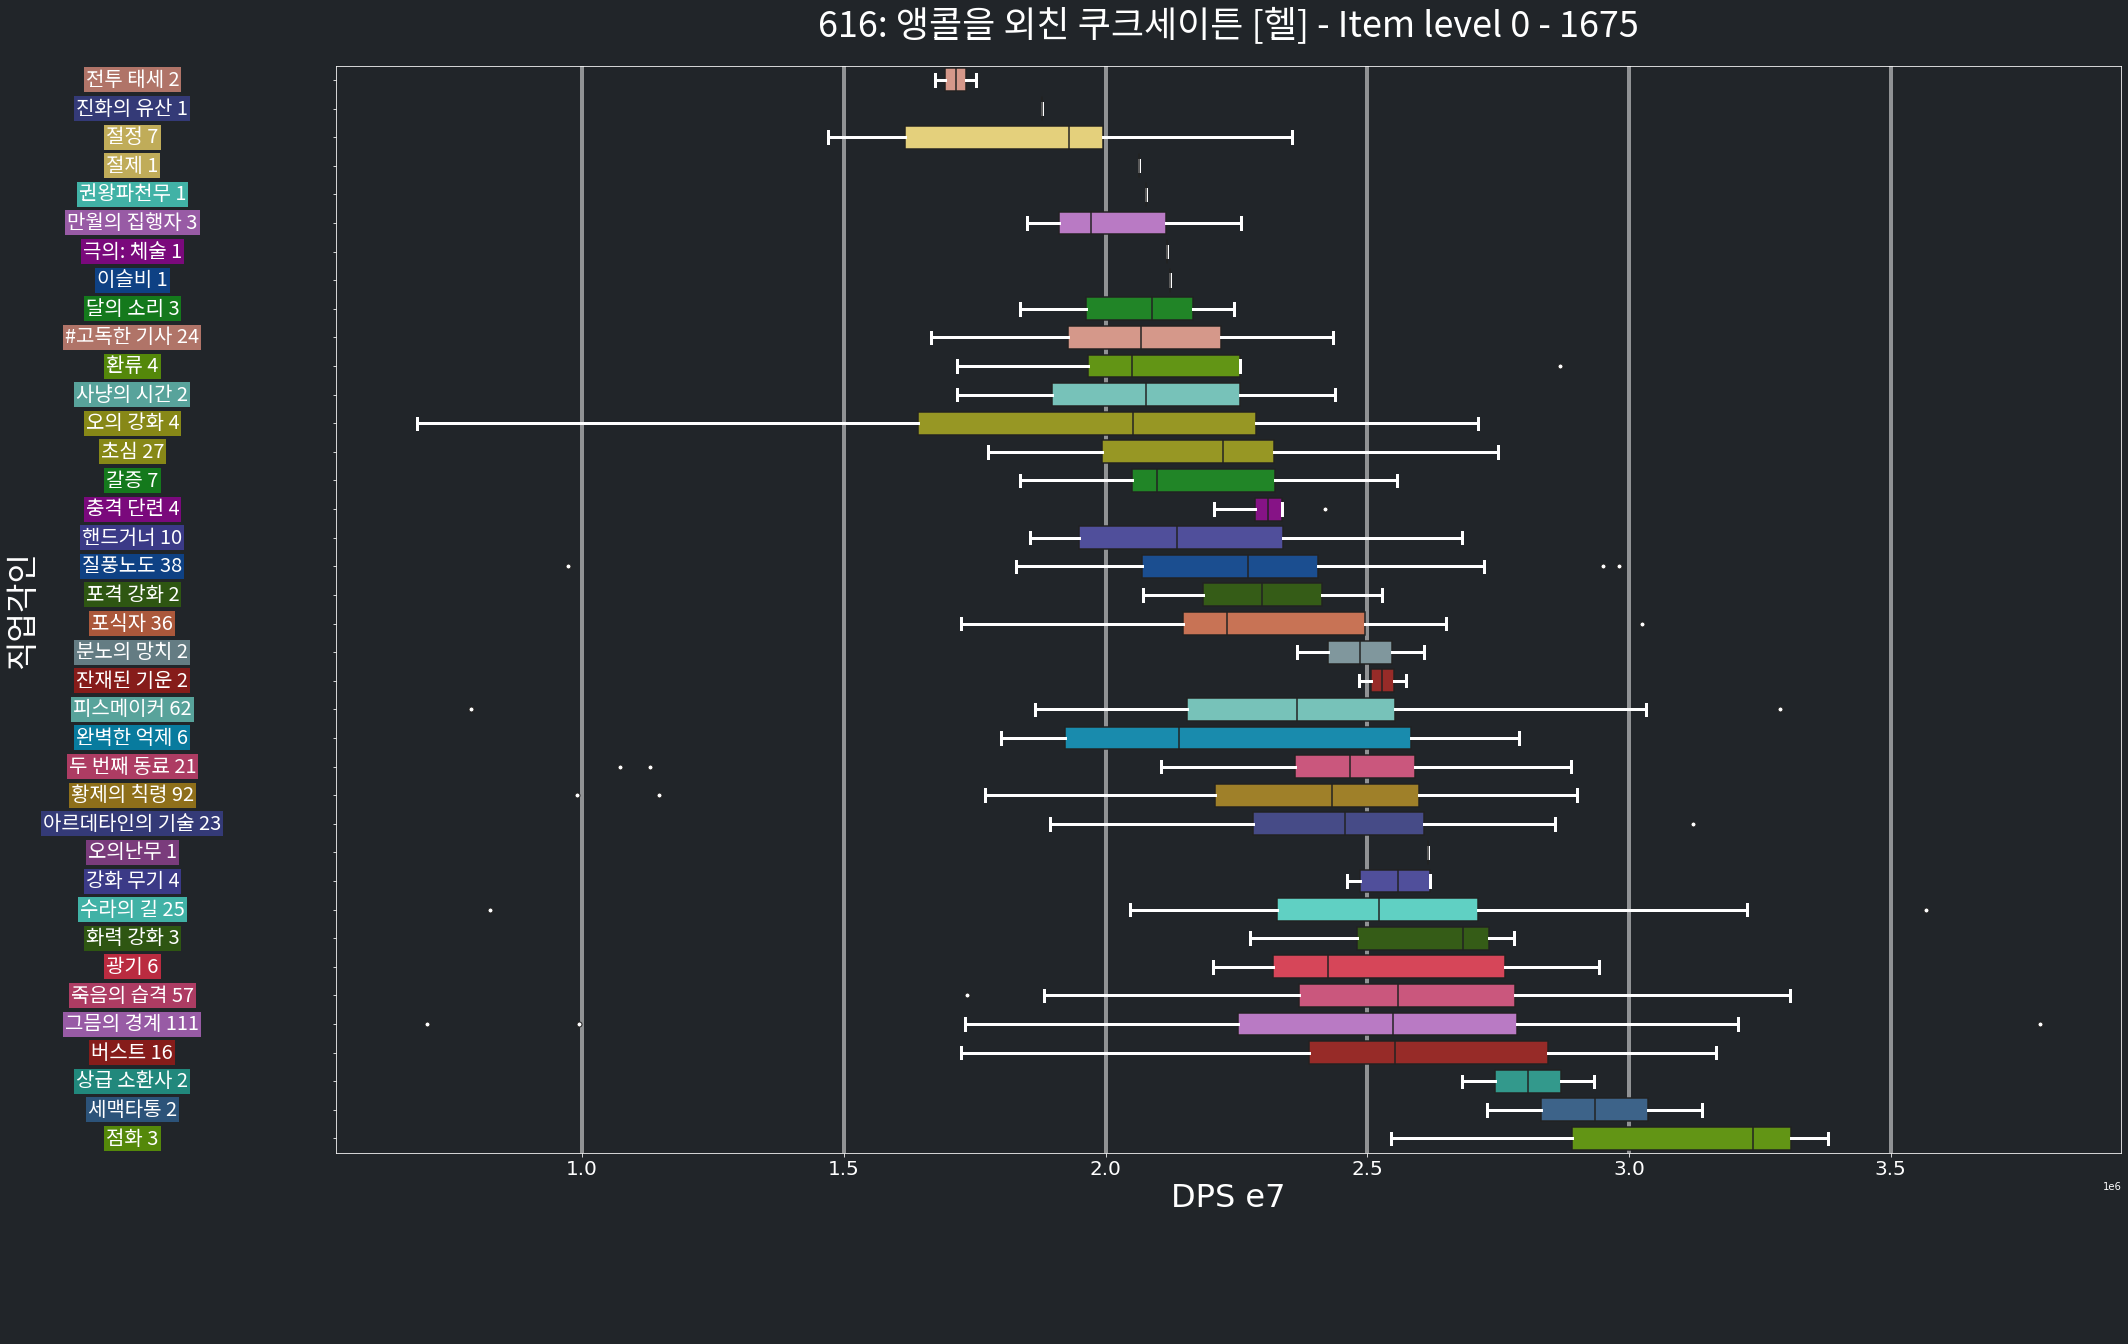 616: 앵콜을 외친 쿠크세이튼 [헬] - Item level 0 - 1675
직업각인
전투 태세 2
진화의 유산 1
절정 7
절제 1
권왕파천무 1
만월의 집행자 3
극의: 체술 1
이슬비 1
달의 소리 3
#고독한 기사 24
환류 4
사냥의 시간 2
오의 강화 4
초심 27
갈증 7
충격 단련 4
핸드거너 10
질풍노도 38
포격 강화 2
포식자 36
분노의 망치 2
잔재된 기운 2
피스메이커 62
완벽한 억제 6
두 번째 동료 21
황제의 칙령 92
아르데타인의 기술 23
오의난무 1
강화 무기 4
수라의 길 25
화력 강화 3
광기 6
죽음의 습격 57
그믐의 경계 111
버스트 16
상급 소환사 2
세맥타통 2
점화 3
1.0 1.5 2.0 2.5 3.0 3.5
1e6
DPS e7